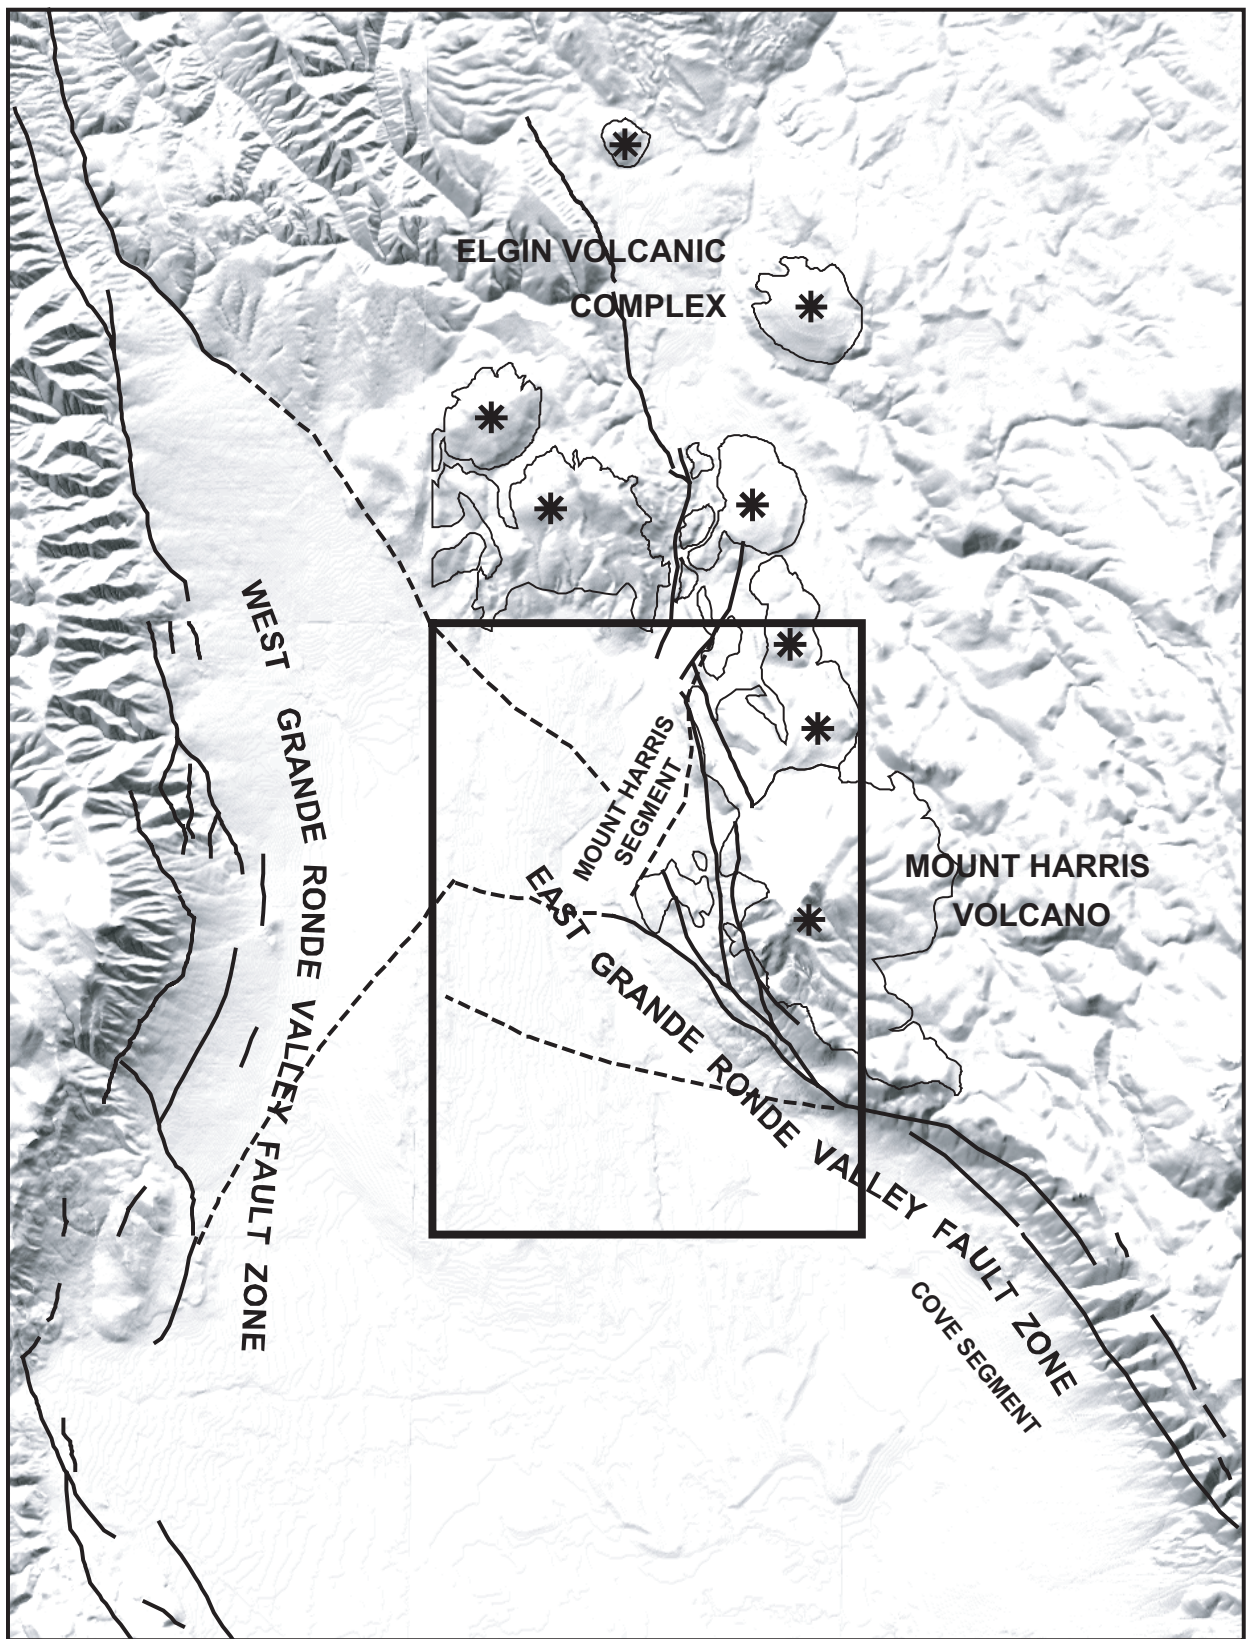 ELGIN VOLCANIC
COMPLEX
WEST GRANDE RONDE VALLEY FAULT ZONE
MOUNT HARRIS
SEGMENT
MOUNT HARRIS
VOLCANO
EAST GRANDE RONDE VALLEY FAULT ZONE
COVE SEGMENT